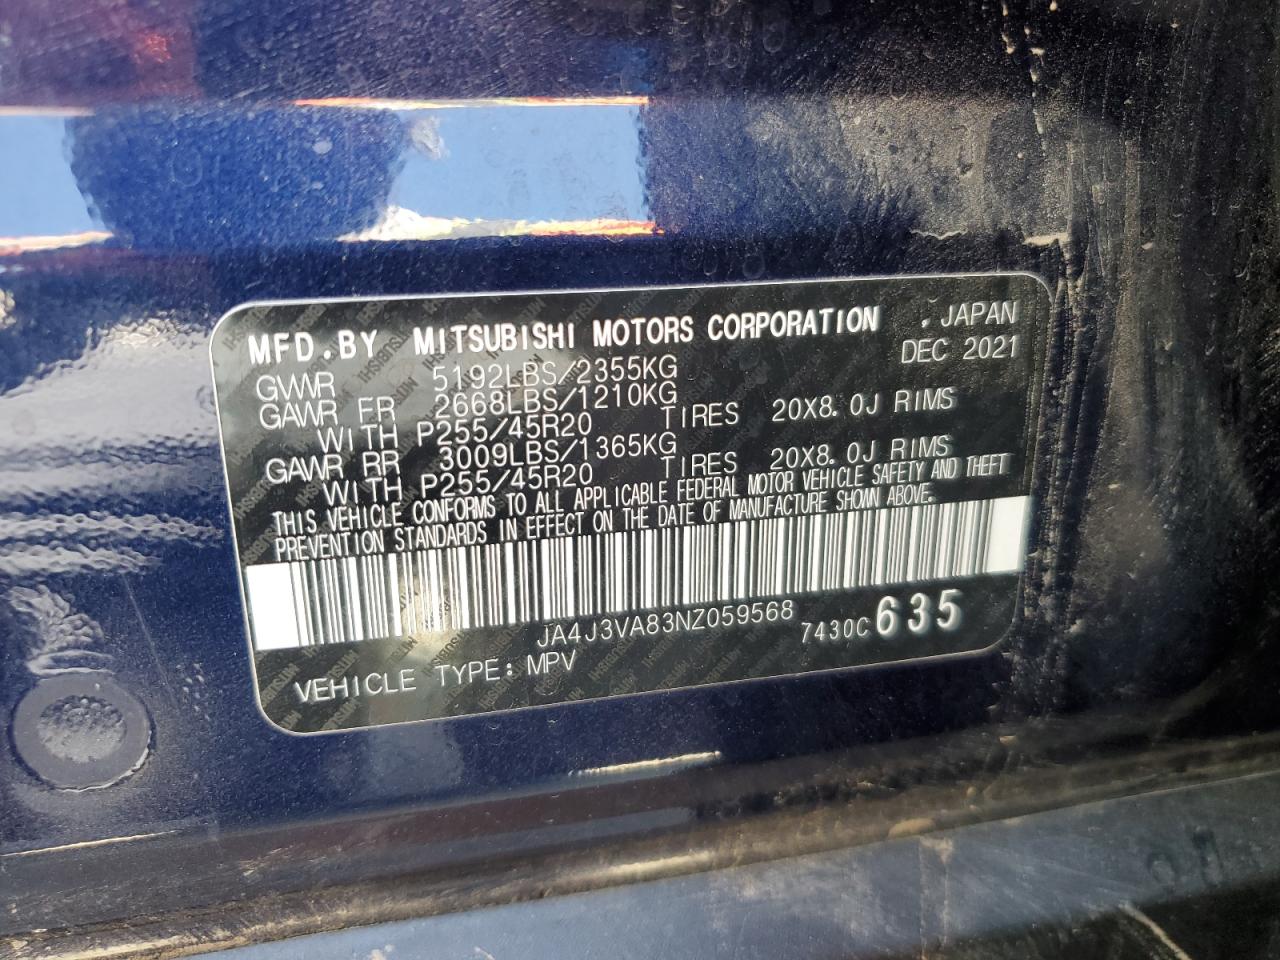 MFD.BY MITSUBISHI MOTORS CORPORATION . JAPAN
GVWR 5192LBS/2355KG DEC 2021
GAWR FR 2668LBS/1210KG
WITH P255/45R20 TIRES 20X8.0J RIMS
GAWR RR 3009LBS/1365KG
WITH P255/45R20 TIRES 20X8.0J RIMS
THIS VEHICLE CONFORMS TO ALL APPLICABLE FEDERAL MOTOR VEHICLE SAFETY AND THEFT
PREVENTION STANDARDS IN EFFECT ON THE DATE OF MANUFACTURE SHOWN ABOVE.
JA4J3VA83NZ059568 7430C 635
VEHICLE TYPE: MPV